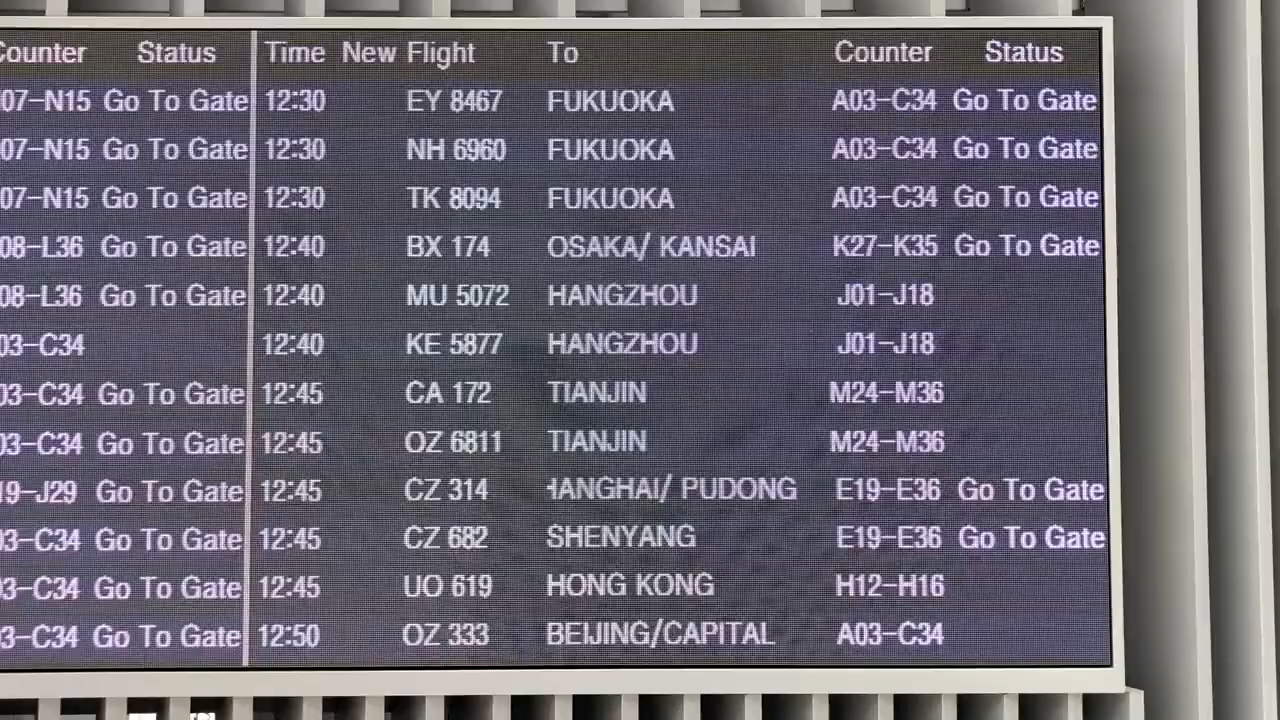 Counter Status Time New Flight To Counter Status
07-N15 Go To Gate 12:30 EY 8467 FUKUOKA A03-C34 Go To Gate
07-N15 Go To Gate 12:30 NH 6960 FUKUOKA A03-C34 Go To Gate
07-N15 Go To Gate 12:30 TK 8094 FUKUOKA A03-C34 Go To Gate
08-L36 Go To Gate 12:40 BX 174 OSAKA/ KANSAI K27-K35 Go To Gate
08-L36 Go To Gate 12:40 MU 5072 HANGZHOU J01-J18
03-C34 12:40 KE 5877 HANGZHOU J01-J18
03-C34 Go To Gate 12:45 CA 172 TIANJIN M24-M36
03-C34 Go To Gate 12:45 OZ 6811 TIANJIN M24-M36
19-J29 Go To Gate 12:45 CZ 314 HANGHAI/ PUDONG E19-E36 Go To Gate
03-C34 Go To Gate 12:45 CZ 682 SHENYANG E19-E36 Go To Gate
03-C34 Go To Gate 12:45 UO 619 HONG KONG H12-H16
3-C34 Go To Gate 12:50 OZ 333 BEIJING/CAPITAL A03-C34